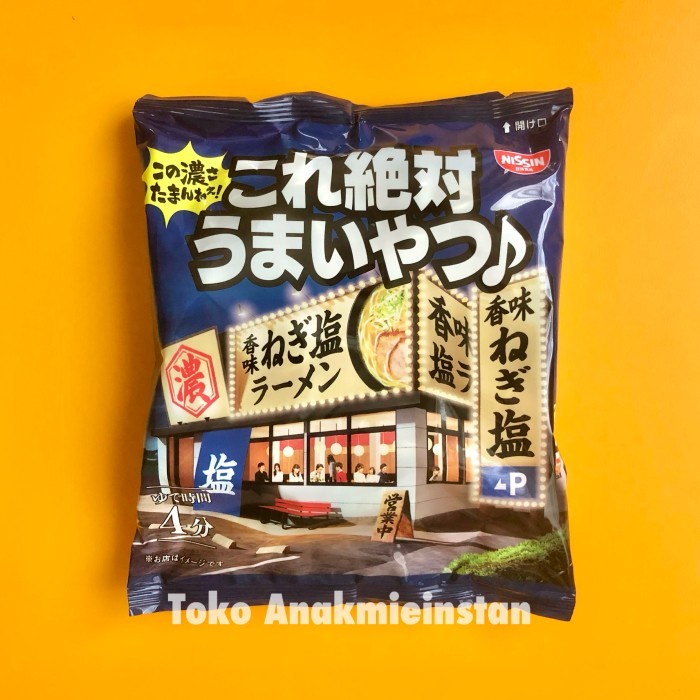 開け口
NISSIN
この濃さ
たまんねぇ!
これ絶対
うまいやつ♪
香味
ねぎ塩
ラーメン
香味
塩ラ
香味
ねぎ塩
P
濃
塩
営業中
ゆで時間
4分
※お店はイメージです
Toko Anakmieinstan